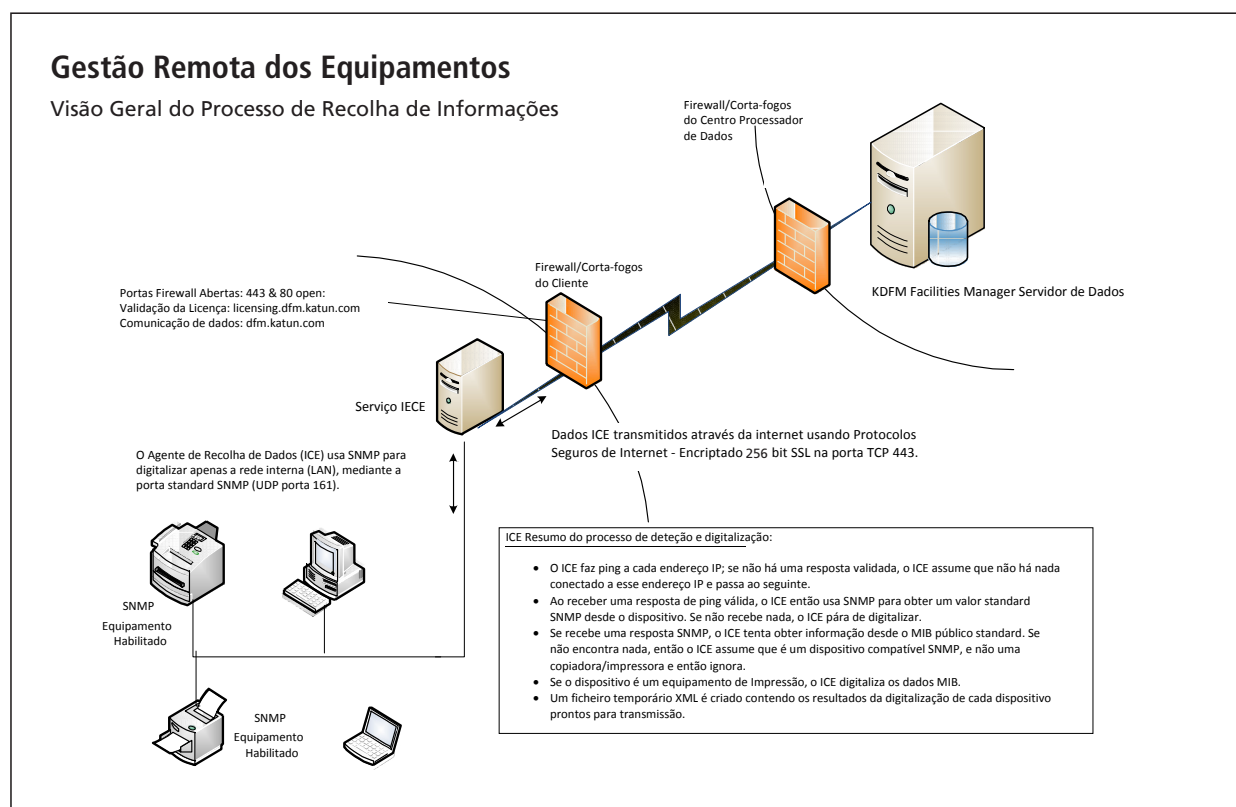 Gestão Remota dos Equipamentos
Visão Geral do Processo de Recolha de Informações
Firewall/Corta-fogos
do Centro Processador
de Dados
KDFM Facilities Manager Servidor de Dados
Firewall/Corta-fogos
do Cliente
Portas Firewall Abertas: 443 & 80 open:
Validação da Licença: licensing.dfm.katun.com
Comunicação de dados: dfm.katun.com
Serviço IECE
Dados ICE transmitidos através da internet usando Protocolos
Seguros de Internet - Encriptado 256 bit SSL na porta TCP 443.
O Agente de Recolha de Dados (ICE) usa SNMP para
digitalizar apenas a rede interna (LAN), mediante a
porta standard SNMP (UDP porta 161).
SNMP
Equipamento
Habilitado
SNMP
Equipamento
Habilitado
ICE Resumo do processo de deteção e digitalização:
• O ICE faz ping a cada endereço IP; se não há uma resposta validada, o ICE assume que não há nada
conectado a esse endereço IP e passa ao seguinte.
• Ao receber uma resposta de ping válida, o ICE então usa SNMP para obter um valor standard
SNMP desde o dispositivo. Se não recebe nada, o ICE pára de digitalizar.
• Se recebe uma resposta SNMP, o ICE tenta obter informação desde o MIB público standard. Se
não encontra nada, então o ICE assume que é um dispositivo compatível SNMP, e não uma
copiadora/impressora e então ignora.
• Se o dispositivo é um equipamento de Impressão, o ICE digitaliza os dados MIB.
• Um ficheiro temporário XML é criado contendo os resultados da digitalização de cada dispositivo
prontos para transmissão.